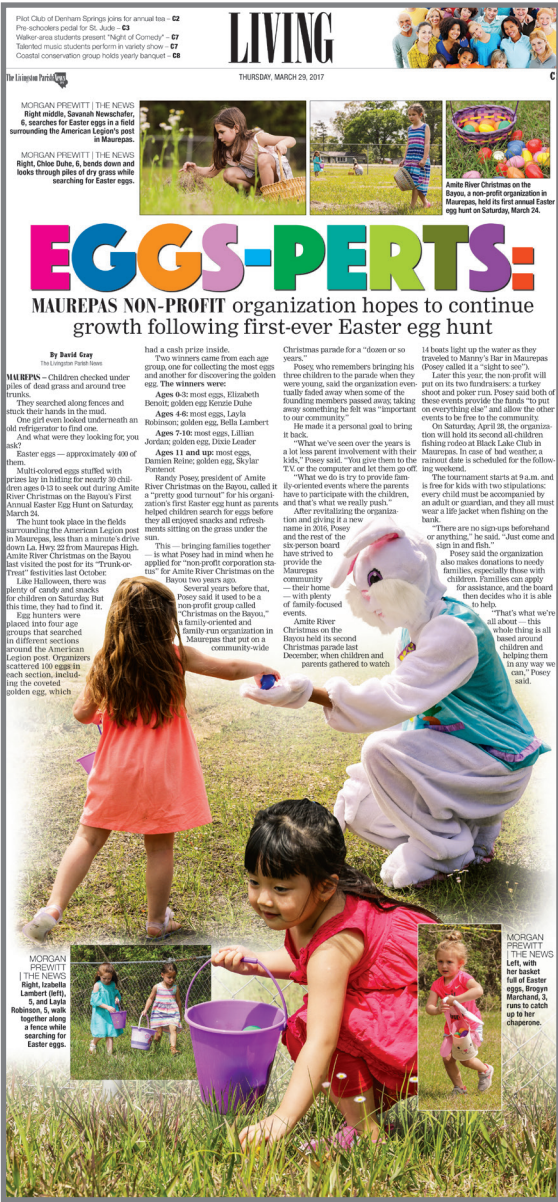 Pilot Club of Denham Springs joins for annual tea – C2
Pre-schoolers pedal for St. Jude – C3
Walker-area students present "Night of Comedy" – C7
Talented music students perform in variety show – C7
Coastal conservation group holds yearly banquet – C8
LIVING
The Livingston Parish News
THURSDAY, MARCH 29, 2017
C
MORGAN PREWITT | THE NEWS
Right middle, Savanah Newschafer,
6, searches for Easter eggs in a field
surrounding the American Legion's post
in Maurepas.
MORGAN PREWITT | THE NEWS
Right, Chloe Duhe, 6, bends down and
looks through piles of dry grass while
searching for Easter eggs.
Amite River Christmas on the
Bayou, a non-profit organization in
Maurepas, held its first annual Easter
egg hunt on Saturday, March 24.
EGGS-PERTS:
MAUREPAS NON-PROFIT organization hopes to continue
growth following first-ever Easter egg hunt
By David Gray
The Livingston Parish News
MAUREPAS – Children checked under
piles of dead grass and around tree
trunks.
They searched along fences and
stuck their hands in the mud.
One girl even looked underneath an
old refrigerator to find one.
And what were they looking for, you
ask?
Easter eggs — approximately 400 of
them.
Multi-colored eggs stuffed with
prizes lay in hiding for nearly 30 chil-
dren ages 0-13 to seek out during Amite
River Christmas on the Bayou's First
Annual Easter Egg Hunt on Saturday,
March 24.
The hunt took place in the fields
surrounding the American Legion post
in Maurepas, less than a minute's drive
down La. Hwy. 22 from Maurepas High.
Amite River Christmas on the Bayou
last visited the post for its "Trunk-or-
Treat" festivities last October.
Like Halloween, there was
plenty of candy and snacks
for children on Saturday. But
this time, they had to find it.
Egg hunters were
placed into four age
groups that searched
in different sections
around the American
Legion post. Organizers
scattered 100 eggs in
each section, includ-
ing the coveted
golden egg, which
had a cash prize inside.
Two winners came from each age
group, one for collecting the most eggs
and another for discovering the golden
egg. The winners were:
Ages 0-3: most eggs, Elizabeth
Benoit; golden egg Kenzie Duhe
Ages 4-6: most eggs, Layla
Robinson; golden egg, Bella Lambert
Ages 7-10: most eggs, Lillian
Jordan; golden egg, Dixie Leader
Ages 11 and up: most eggs,
Damien Reine; golden egg, Skylar
Fontenot
Randy Posey, president of Amite
River Christmas on the Bayou, called it
a "pretty good turnout" for his organi-
zation's first Easter egg hunt as parents
helped children search for eggs before
they all enjoyed snacks and refresh-
ments sitting on the grass under the
sun.
This — bringing families together
— is what Posey had in mind when he
applied for "non-profit corporation sta-
tus" for Amite River Christmas on the
Bayou two years ago.
Several years before that,
Posey said it used to be a
non-profit group called
"Christmas on the Bayou,"
a family-oriented and
family-run organization in
Maurepas that put on a
community-wide
Christmas parade for a "dozen or so
years."
Posey, who remembers bringing his
three children to the parade when they
were young, said the organization even-
tually faded away when some of the
founding members passed away, taking
away something he felt was "important
to our community."
He made it a personal goal to bring
it back.
"What we've seen over the years is
a lot less parent involvement with their
kids," Posey said. "You give them to the
T.V. or the computer and let them go off.
"What we do is try to provide fam-
ily-oriented events where the parents
have to participate with the children,
and that's what we really push."
After revitalizing the organiza-
tion and giving it a new
name in 2016, Posey
and the rest of the
six-person board
have strived to
provide the
Maurepas
community
— their home
— with plenty
of family-focused
events.
Amite River
Christmas on the
Bayou held its second
Christmas parade last
December, when children and
parents gathered to watch
14 boats light up the water as they
traveled to Manny's Bar in Maurepas
(Posey called it a "sight to see").
Later this year, the non-profit will
put on its two fundraisers: a turkey
shoot and poker run. Posey said both of
these events provide the funds "to put
on everything else" and allow the other
events to be free to the community.
On Saturday, April 28, the organiza-
tion will hold its second all-children
fishing rodeo at Black Lake Club in
Maurepas. In case of bad weather, a
rainout date is scheduled for the follow-
ing weekend.
The tournament starts at 9 a.m. and
is free for kids with two stipulations:
every child must be accompanied by
an adult or guardian, and they all must
wear a life jacket when fishing on the
bank.
"There are no sign-ups beforehand
or anything," he said. "Just come and
sign in and fish."
Posey said the organization
also makes donations to needy
families, especially those with
children. Families can apply
for assistance, and the board
then decides who it is able
to help.
"That's what we're
all about — this
whole thing is all
based around
children and
helping them
in any way we
can," Posey
said.
MORGAN
PREWITT
| THE NEWS
Right, Izabella
Lambert (left),
5, and Layla
Robinson, 5, walk
together along
a fence while
searching for
Easter eggs.
MORGAN
PREWITT
| THE NEWS
Left, with
her basket
full of Easter
eggs, Brogyn
Marchand, 3,
runs to catch
up to her
chaperone.